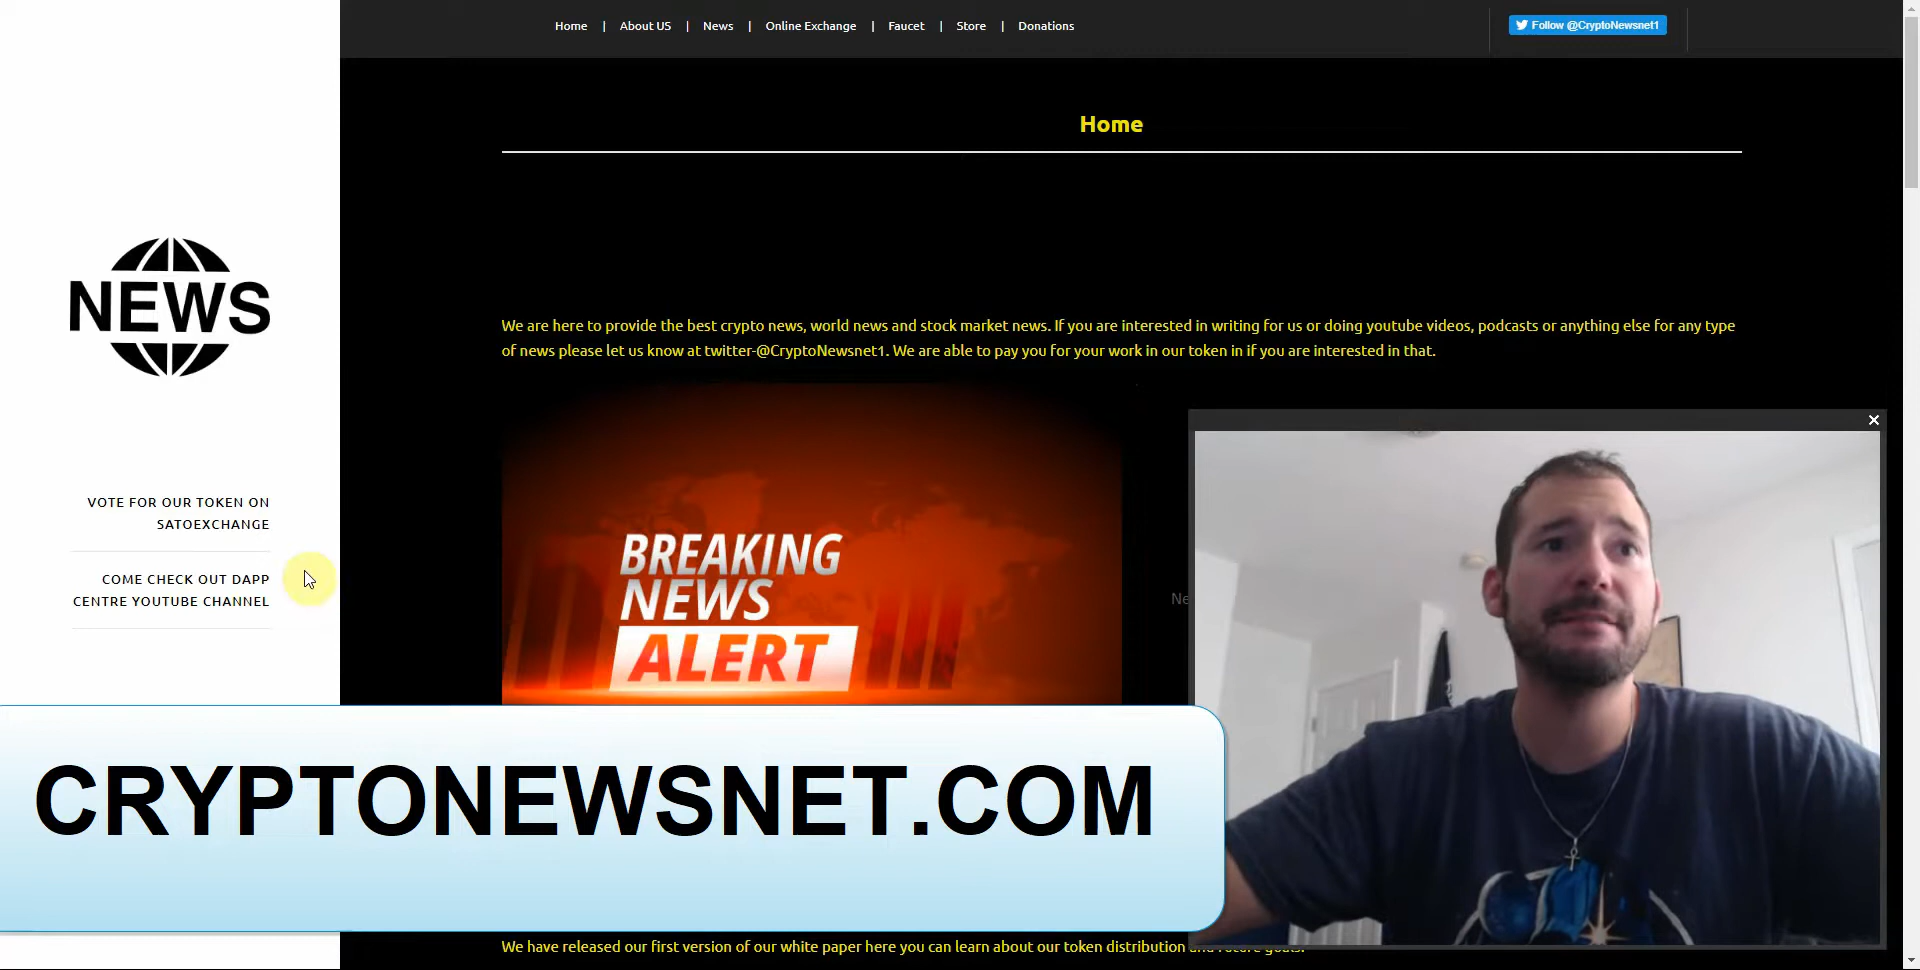 Home | About US | News | Online Exchange | Faucet | Store | Donations
Follow @CryptoNewsnet1
Home
NEWS
We are here to provide the best crypto news, world news and stock market news. If you are interested in writing for us or doing youtube videos, podcasts or anything else for any type
of news please let us know at twitter-@CryptoNewsnet1. We are able to pay you for your work in our token in if you are interested in that.
VOTE FOR OUR TOKEN ON
SATOEXCHANGE
COME CHECK OUT DAPP
CENTRE YOUTUBE CHANNEL
BREAKING
NEWS
ALERT
CRYPTONEWSNET.COM
We have released our first version of our white paper here you can learn about our token distribution and future goals.